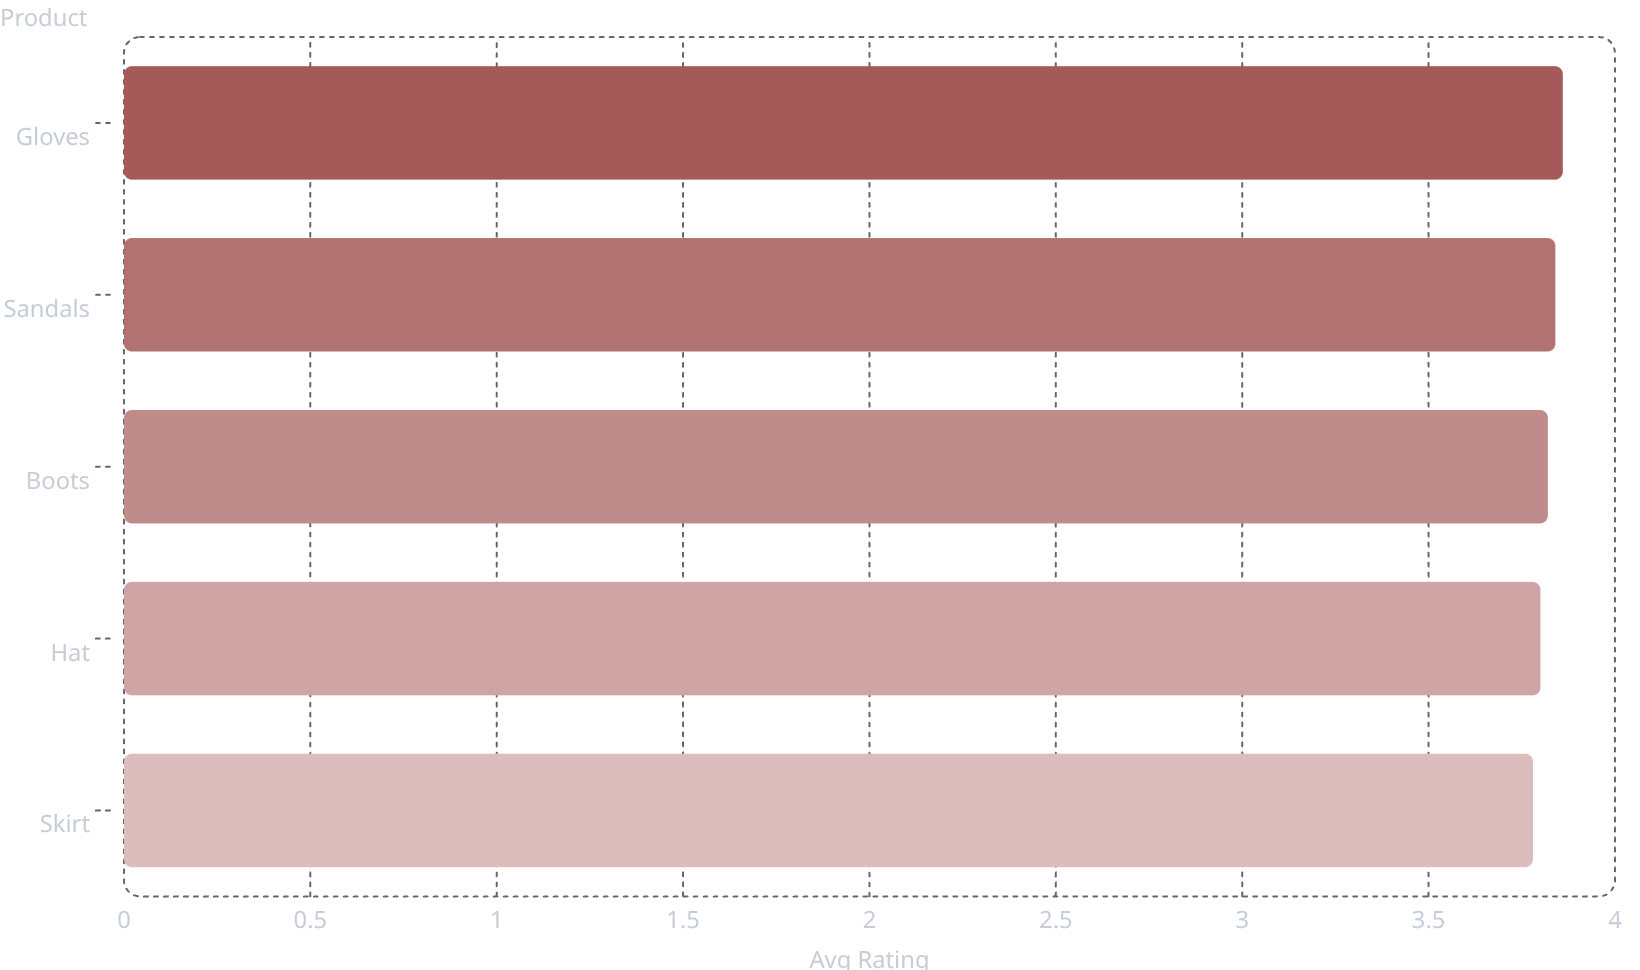 Product
Gloves
Sandals
Boots
Hat
Skirt
0 0.5 1 1.5 2 2.5 3 3.5 4
Avg Rating